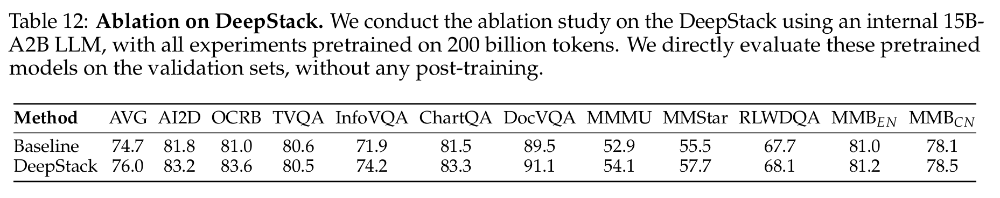 Table 12: Ablation on DeepStack. We conduct the ablation study on the DeepStack using an internal 15B-
A2B LLM, with all experiments pretrained on 200 billion tokens. We directly evaluate these pretrained
models on the validation sets, without any post-training.
Method AVG AI2D OCRB TVQA InfoVQA ChartQA DocVQA MMMU MMStar RLWDQA MMB_EN MMB_CN
Baseline 74.7 81.8 81.0 80.6 71.9 81.5 89.5 52.9 55.5 67.7 81.0 78.1
DeepStack 76.0 83.2 83.6 80.5 74.2 83.3 91.1 54.1 57.7 68.1 81.2 78.5